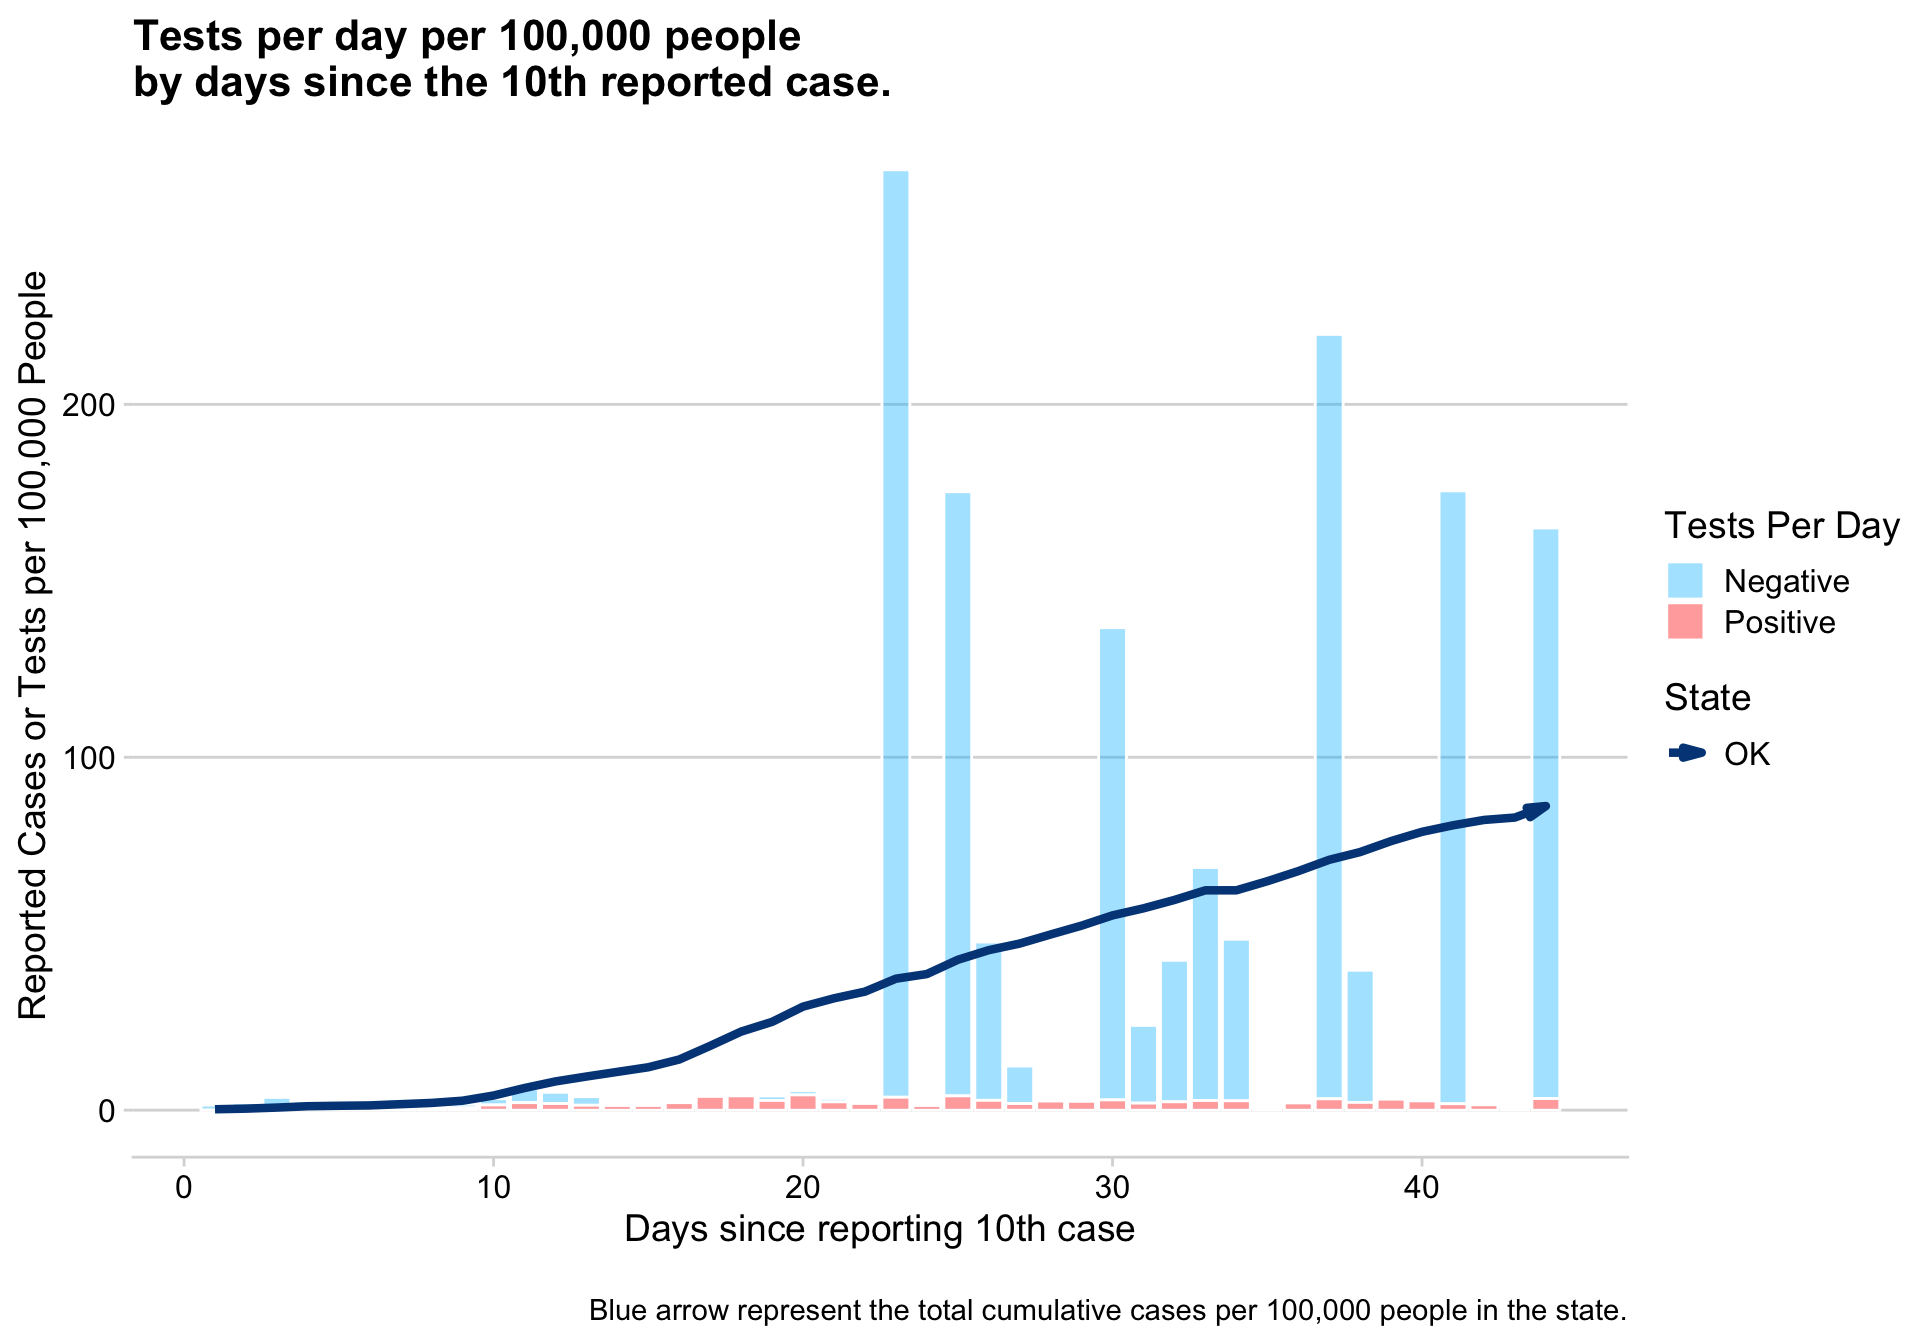 Tests per day per 100,000 people
by days since the 10th reported case.
Reported Cases or Tests per 100,000 People
200
100
0
0
10
20
30
40
Days since reporting 10th case
Tests Per Day
Negative
Positive
State
OK
Blue arrow represent the total cumulative cases per 100,000 people in the state.